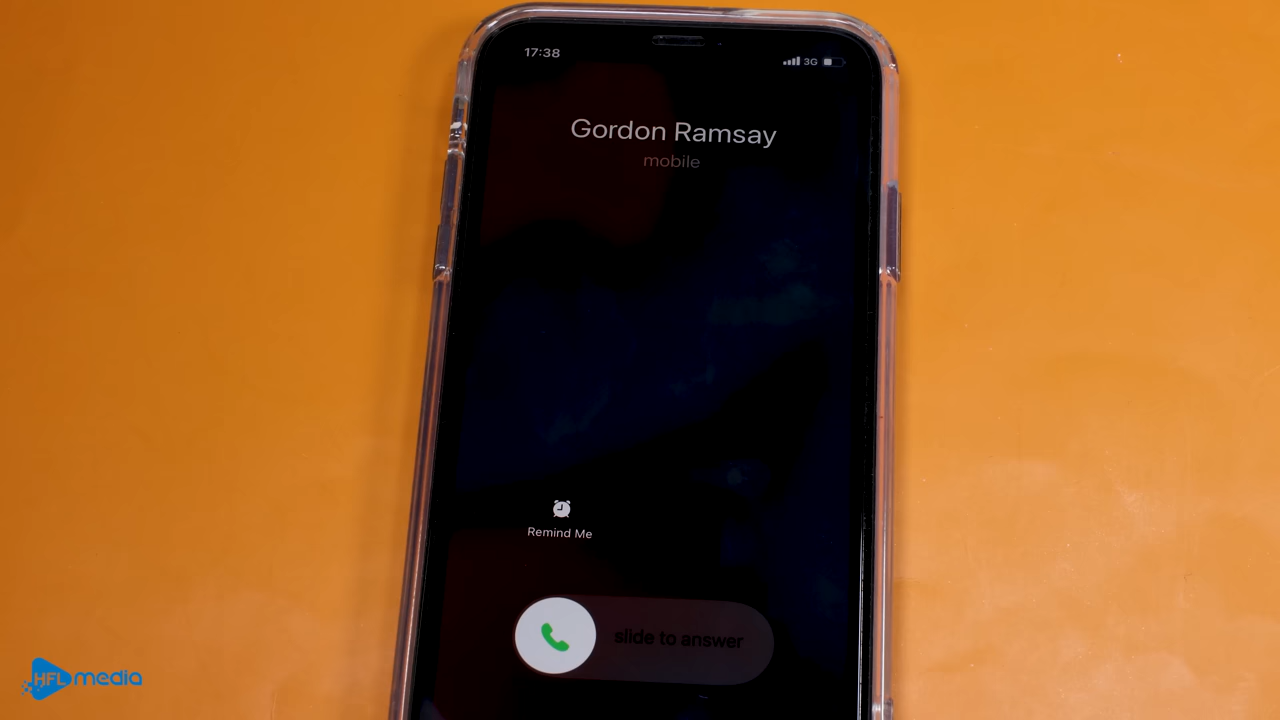 17:38
3G
Gordon Ramsay
mobile
Remind Me
slide to answer
HFL media